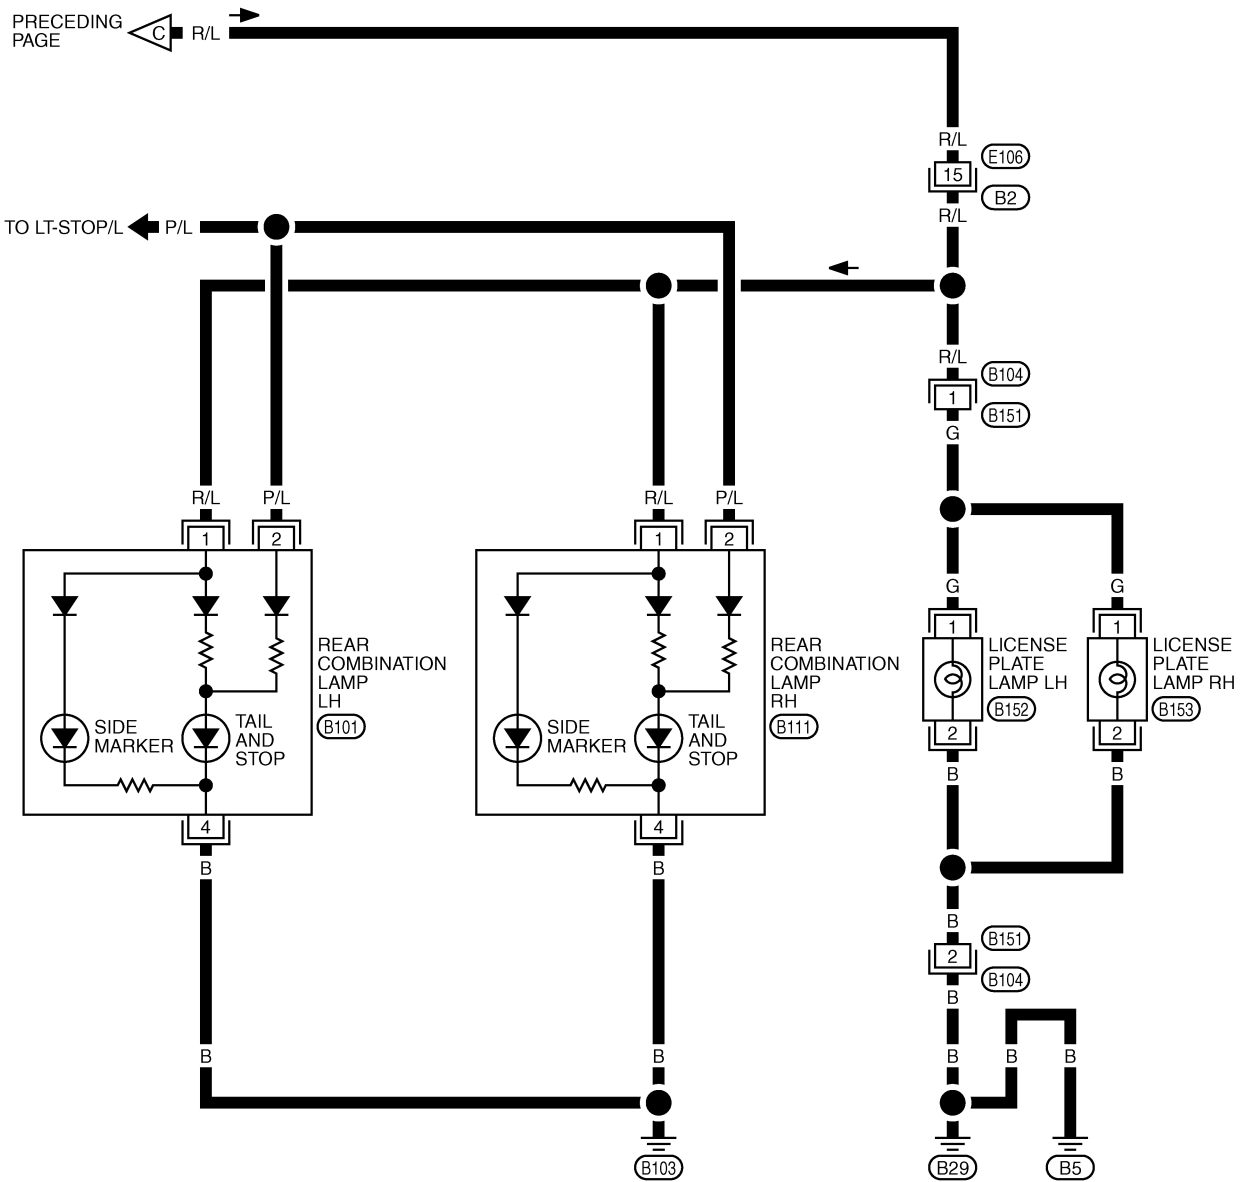 PRECEDING
PAGE
C
R/L
R/L
E106
15
B2
R/L
TO LT-STOP/L
P/L
R/L
B104
1
B151
G
R/L
P/L
R/L
P/L
1
2
1
2
G
G
1
1
REAR
COMBINATION
LAMP
LH
B101
REAR
COMBINATION
LAMP
RH
B111
LICENSE
PLATE
LAMP LH
B152
LICENSE
PLATE
LAMP RH
B153
SIDE
MARKER
TAIL
AND
STOP
SIDE
MARKER
TAIL
AND
STOP
2
2
B
B
4
4
B
B
B
B151
2
B104
B
B
B
B
B
B
B103
B29
B5